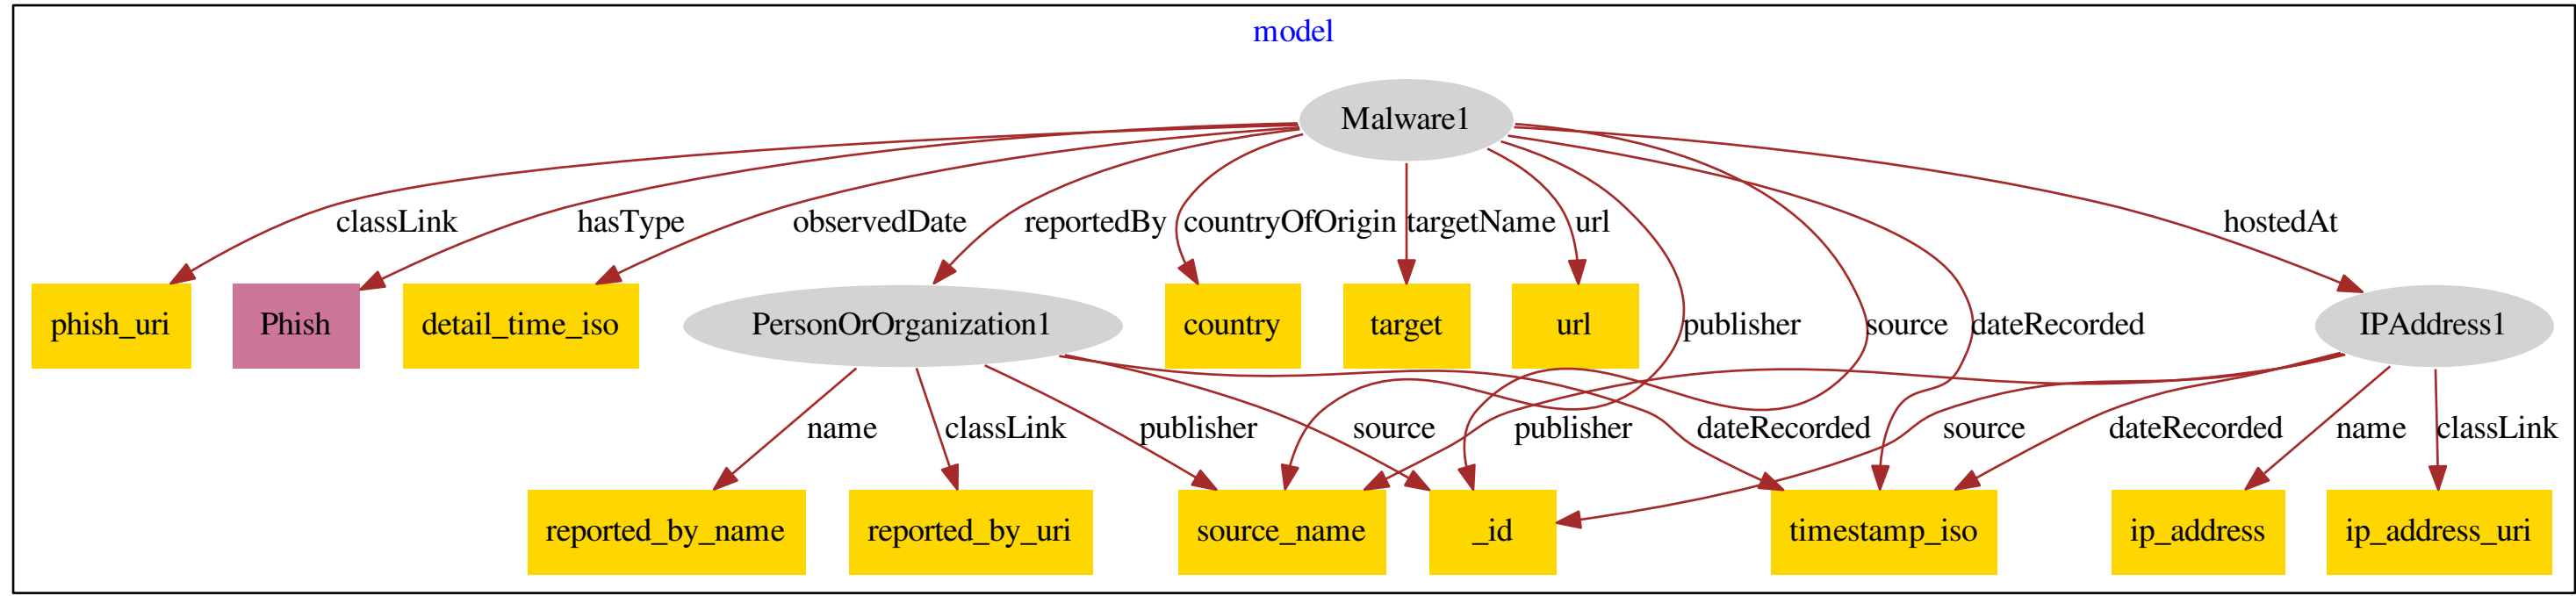 model
Malware1
classLink
hasType
observedDate
reportedBy
countryOfOrigin
targetName
url
hostedAt
phish_uri
Phish
detail_time_iso
PersonOrOrganization1
country
target
url
publisher
source
dateRecorded
IPAddress1
name
classLink
publisher
source
publisher
dateRecorded
source
dateRecorded
name
classLink
reported_by_name
reported_by_uri
source_name
_id
timestamp_iso
ip_address
ip_address_uri